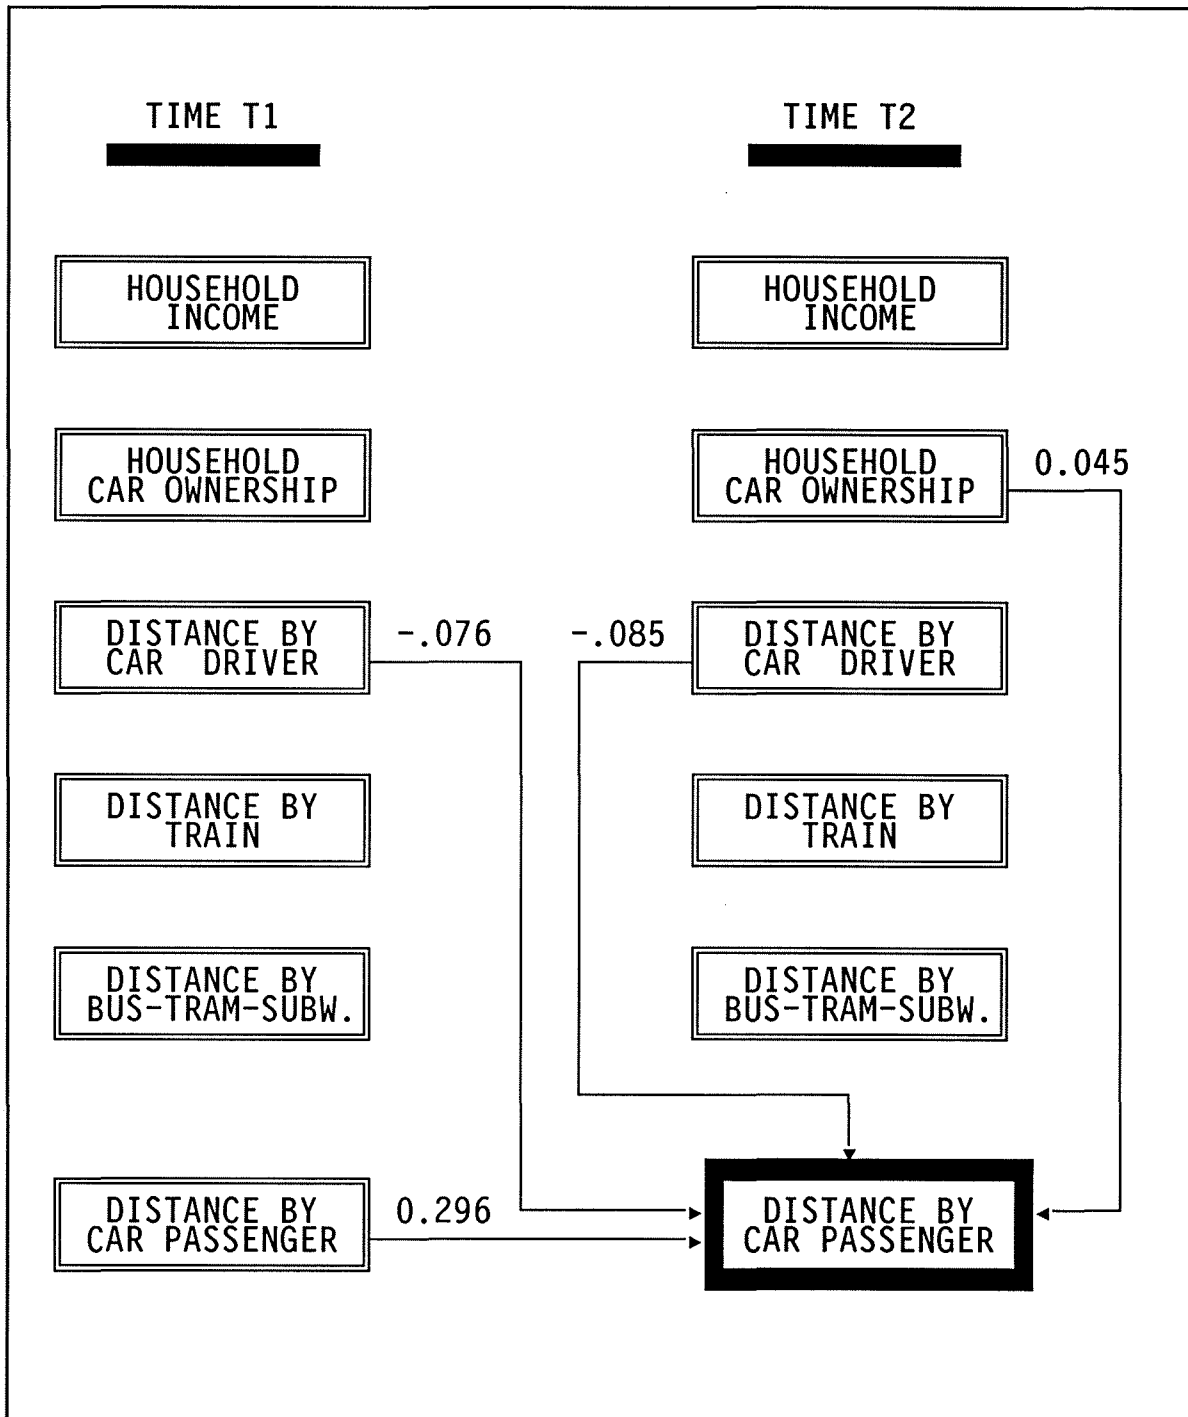 TIME T1
TIME T2
HOUSEHOLD
INCOME
HOUSEHOLD
INCOME
HOUSEHOLD
CAR OWNERSHIP
HOUSEHOLD
CAR OWNERSHIP
0.045
DISTANCE BY
CAR DRIVER
-.076
-.085
DISTANCE BY
CAR DRIVER
DISTANCE BY
TRAIN
DISTANCE BY
TRAIN
DISTANCE BY
BUS-TRAM-SUBW.
DISTANCE BY
BUS-TRAM-SUBW.
DISTANCE BY
CAR PASSENGER
0.296
DISTANCE BY
CAR PASSENGER